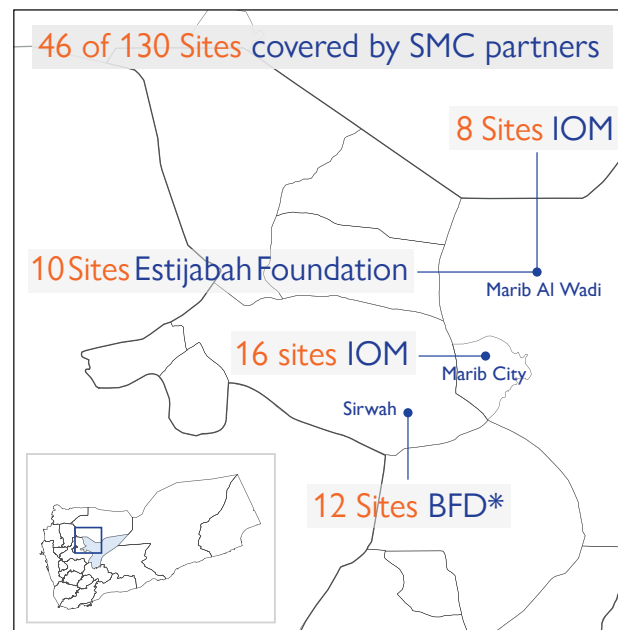 46 of 130 Sites covered by SMC partners
8 Sites IOM
10 Sites Estijabah Foundation
Marib Al Wadi
16 sites IOM
Marib City
Sirwah
12 Sites BFD*